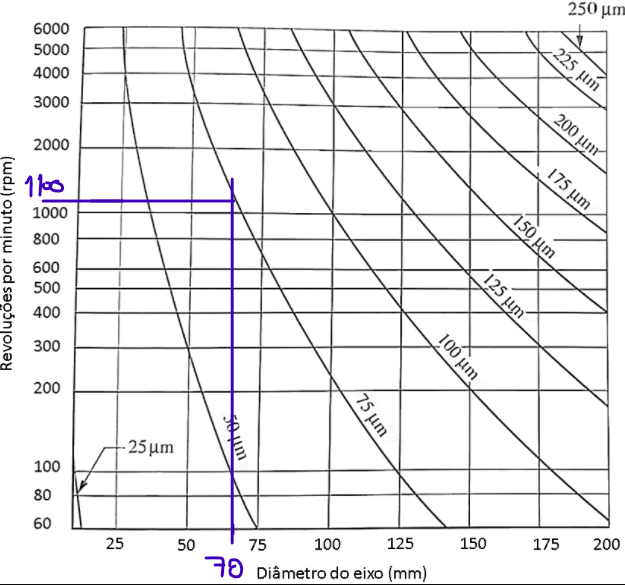 250 μm
6000
5000
4000
3000
2000
1000
800
600
500
400
300
200
100
80
60
Revoluções por minuto (rpm)
1100
225 μm
200 μm
175 μm
150 μm
125 μm
100 μm
75 μm
50 μm
25 μm
25
50
75
100
125
150
175
200
70
Diâmetro do eixo (mm)